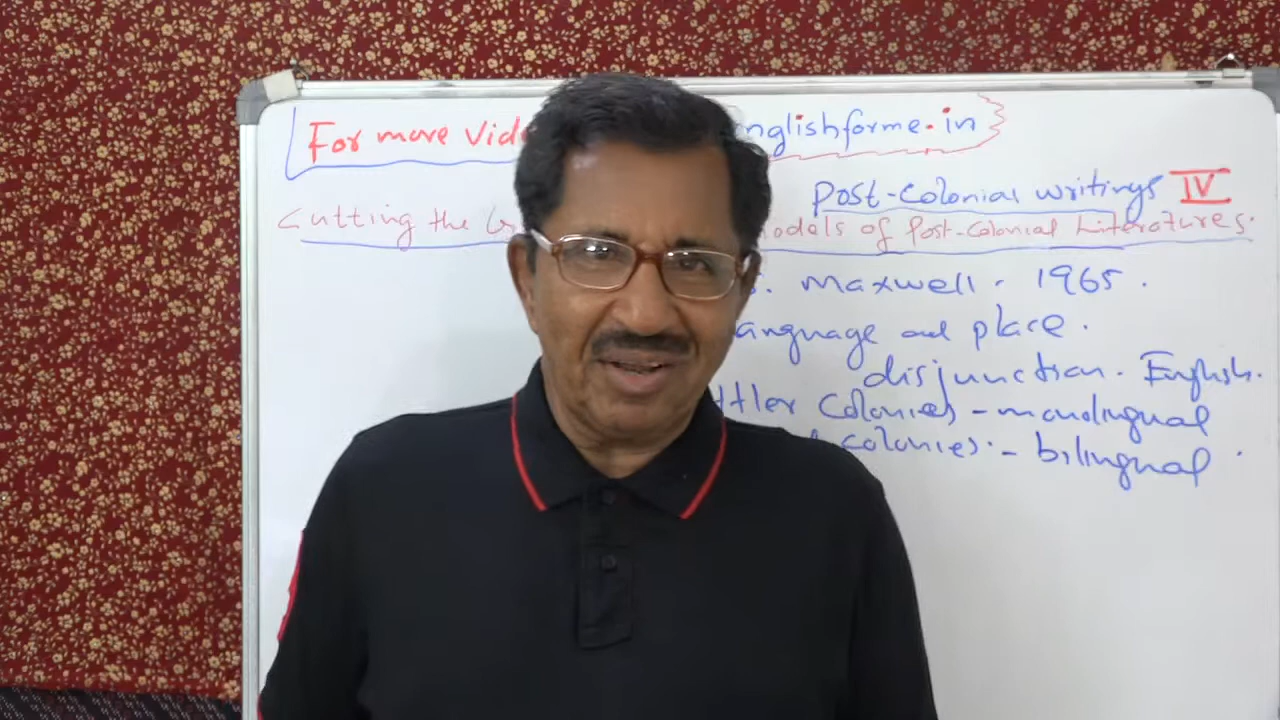 For more Vide nglishforme.in
Post-Colonial writings IV
Cutting the Gr odels of Post-Colonial Literatures.
S. Maxwell - 1965.
anguage and place.
disjunction. English.
ttler Colonies - monolingual
d colonies. - bilingual